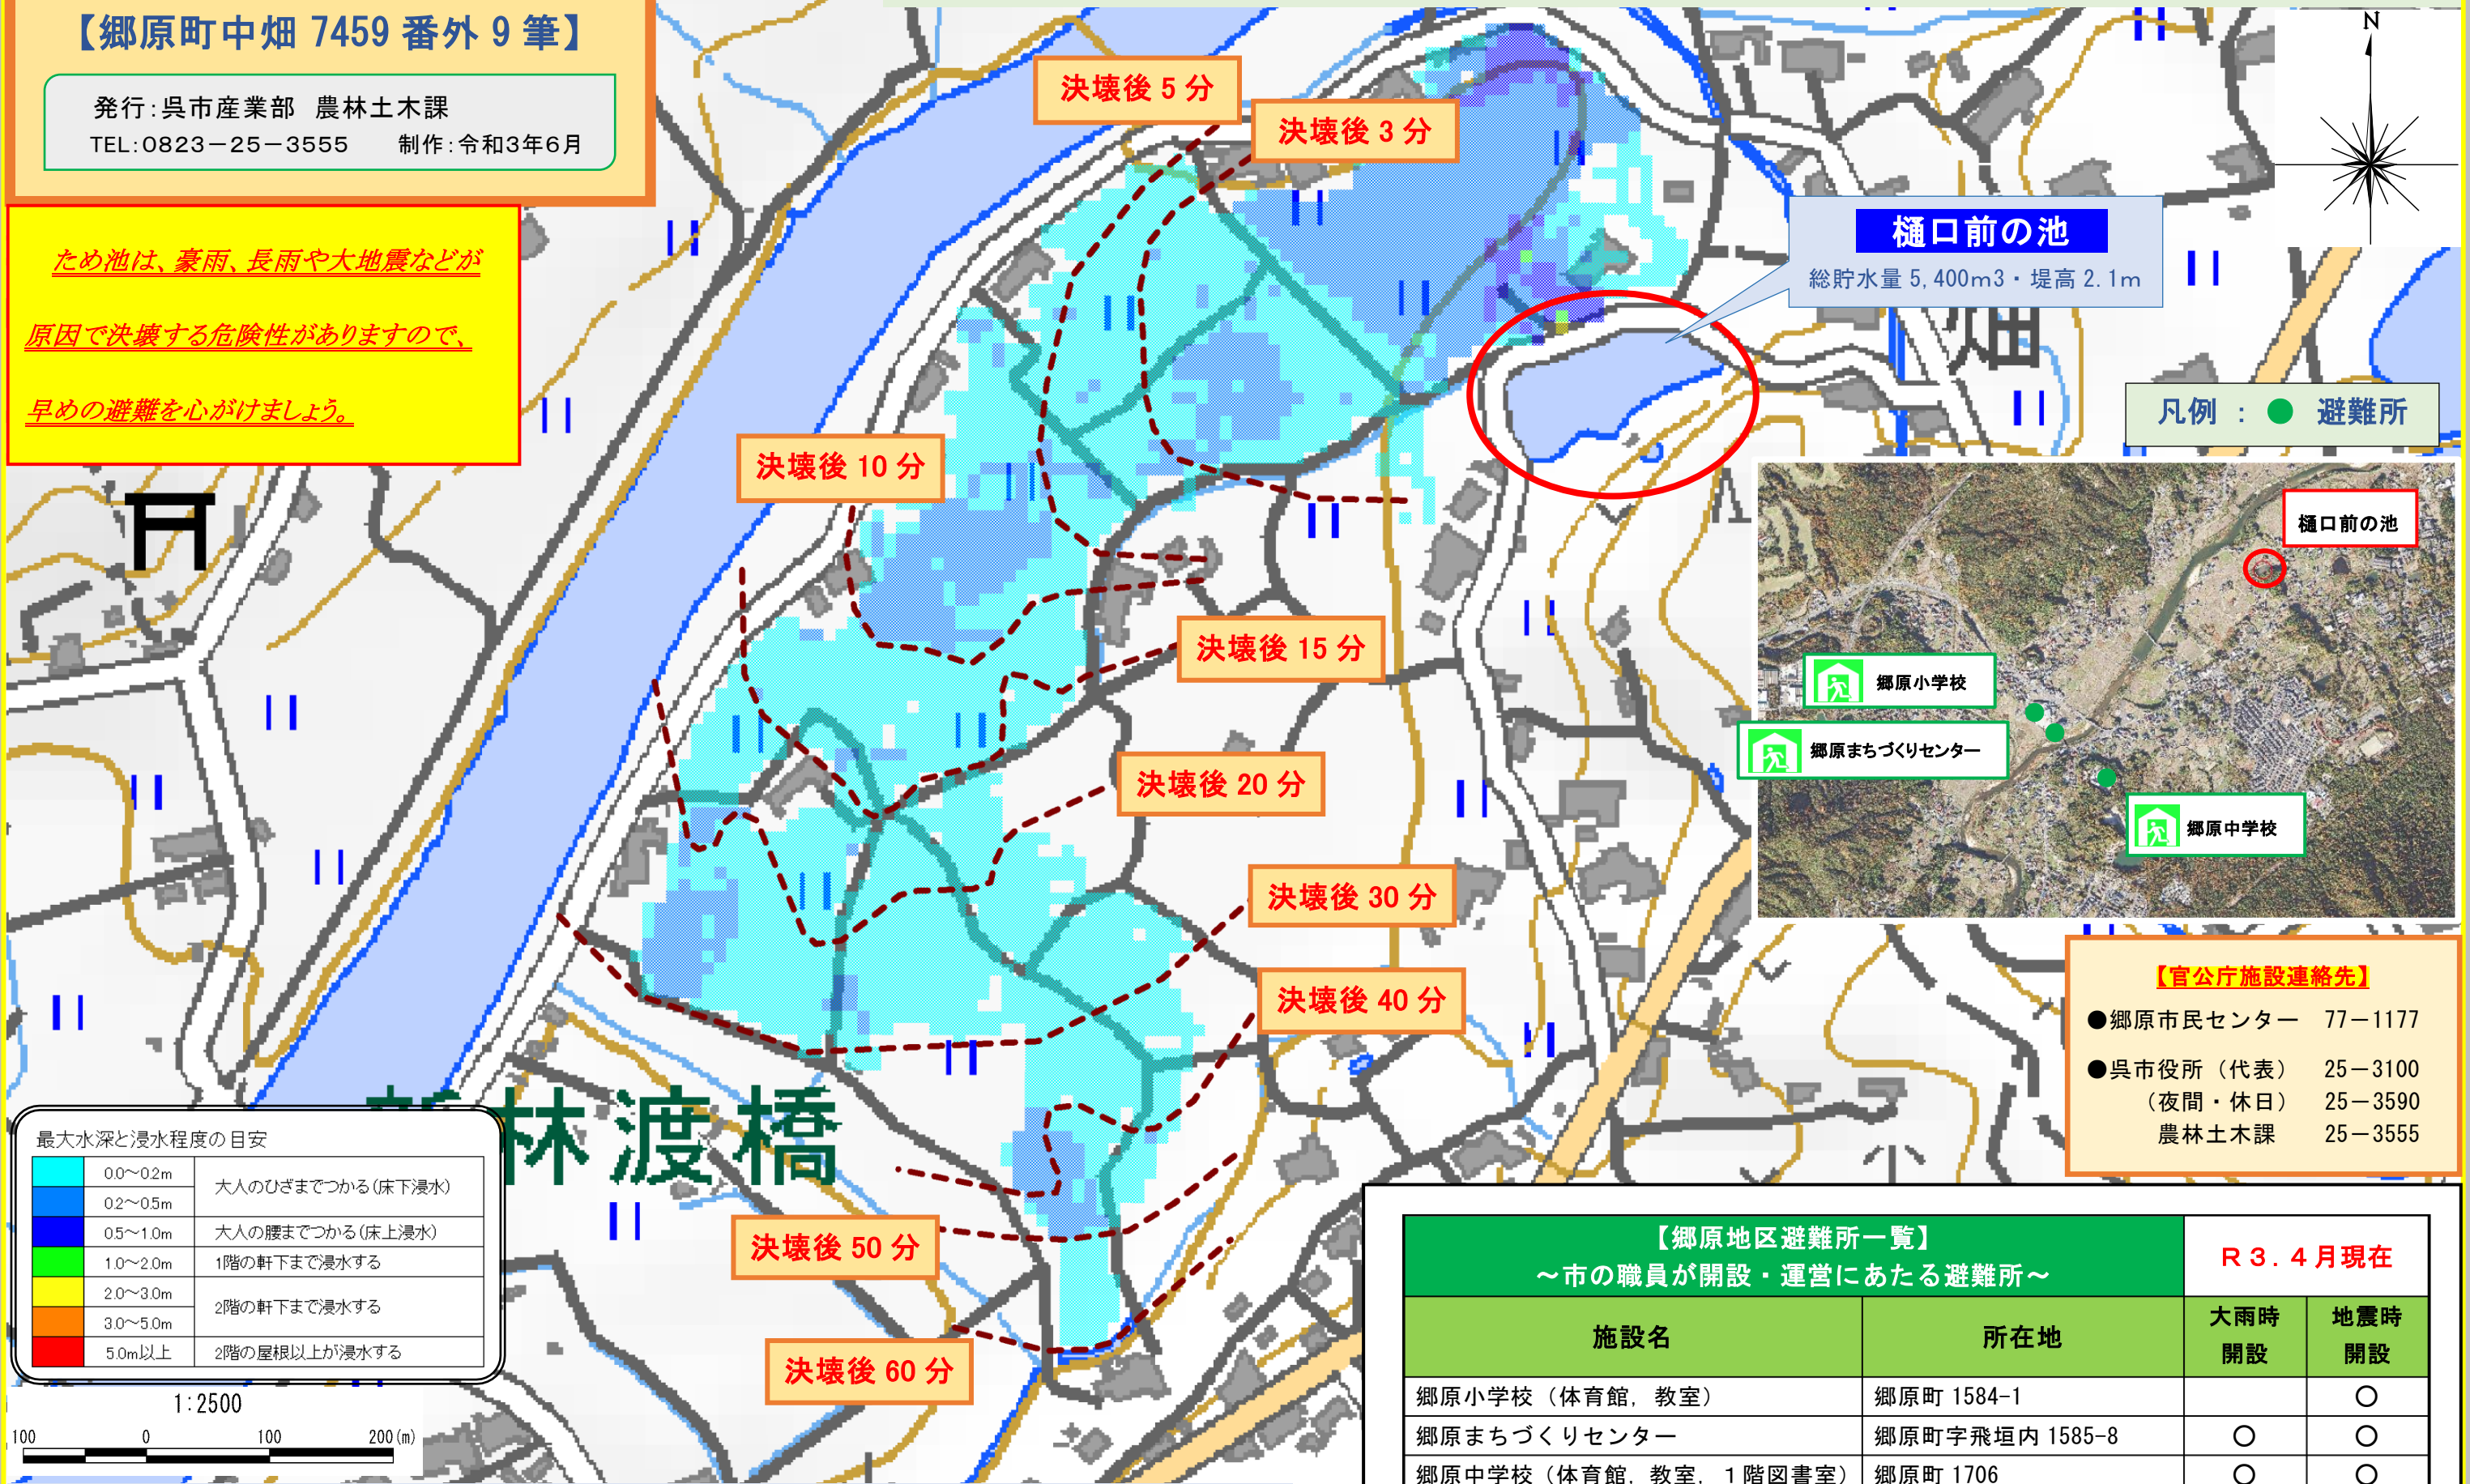 【郷原町中畑 7459 番外 9 筆】
発行:呉市産業部　農林土木課
TEL:0823－25－3555　　制作:令和3年6月
ため池は、豪雨、長雨や大地震などが
原因で決壊する危険性がありますので、
早めの避難を心がけましょう。
決壊後 5 分
決壊後 3 分
決壊後 10 分
決壊後 15 分
決壊後 20 分
決壊後 30 分
決壊後 40 分
決壊後 50 分
決壊後 60 分
樋口前の池
総貯水量 5,400m3・堤高 2.1m
N
畑
凡例 ： ● 避難所
樋口前の池
郷原小学校
郷原まちづくりセンター
郷原中学校
【官公庁施設連絡先】
●郷原市民センター　77－1177
●呉市役所（代表）　25－3100
（夜間・休日）　25－3590
農林土木課　25－3555
林渡橋
最大水深と浸水程度の目安
0.0～0.2m
大人のひざまでつかる(床下浸水)
0.2～0.5m
0.5～1.0m　大人の腰までつかる(床上浸水)
1.0～2.0m　1階の軒下まで浸水する
2.0～3.0m
2階の軒下まで浸水する
3.0～5.0m
5.0m以上　2階の屋根以上が浸水する
1:2500
100　0　100　200(m)
【郷原地区避難所一覧】
～市の職員が開設・運営にあたる避難所～
R3.4月現在
施設名　所在地　大雨時開設　地震時開設
郷原小学校（体育館，教室）　郷原町 1584-1　　○
郷原まちづくりセンター　郷原町字飛垣内 1585-8　○　○
郷原中学校（体育館，教室，１階図書室）　郷原町 1706　○　○